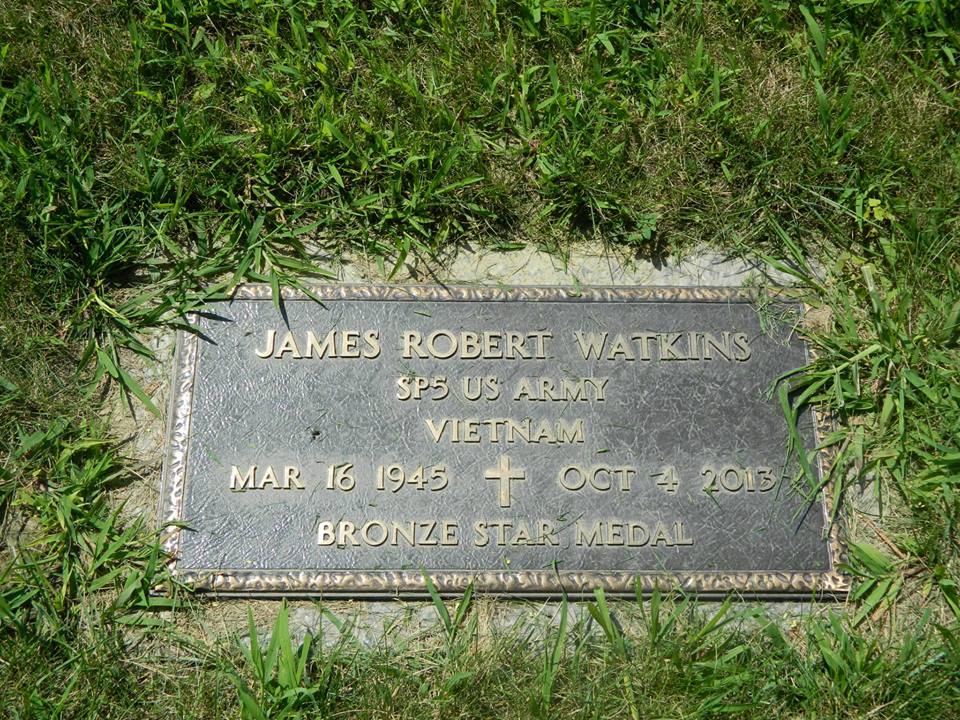 JAMES ROBERT WATKINS
SP5 US ARMY
VIETNAM
MAR 16 1945 OCT 4 2013
BRONZE STAR MEDAL